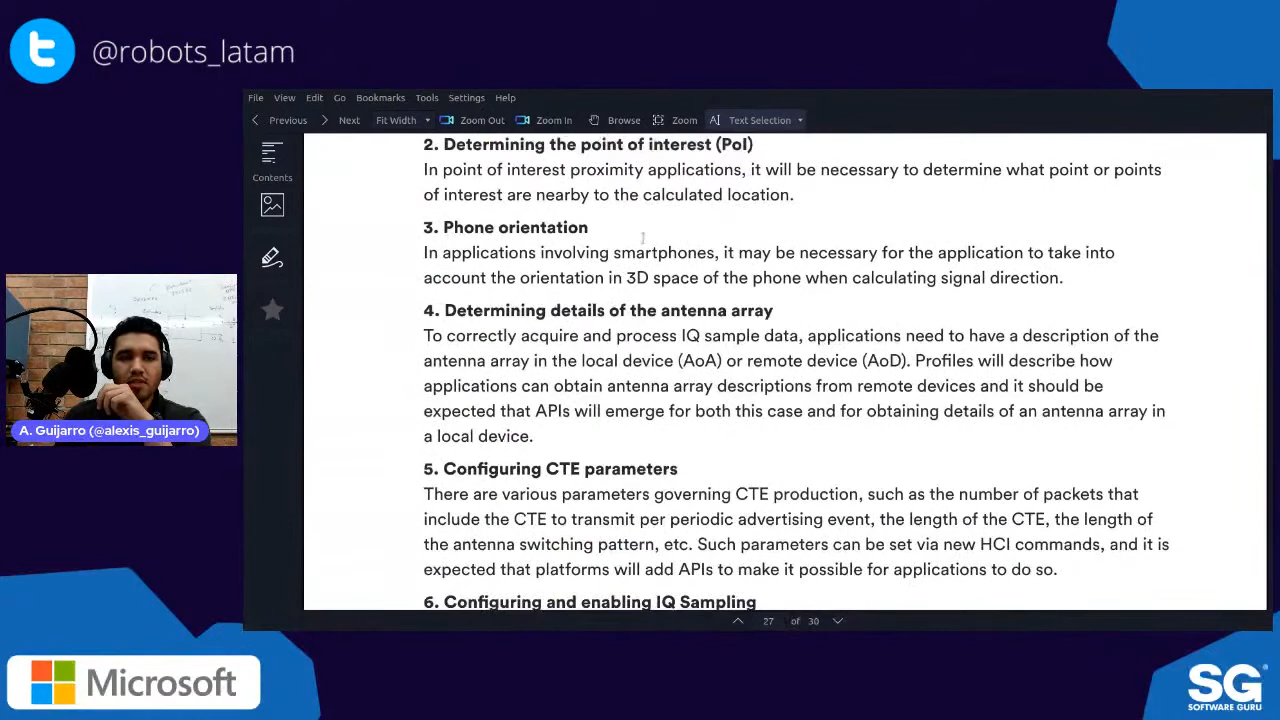 @robots_latam
File View Edit Go Bookmarks Tools Settings Help
Previous Next Fit Width Zoom Out Zoom In Browse Zoom Text Selection
Contents
2. Determining the point of interest (PoI)
In point of interest proximity applications, it will be necessary to determine what point or points
of interest are nearby to the calculated location.
3. Phone orientation
In applications involving smartphones, it may be necessary for the application to take into
account the orientation in 3D space of the phone when calculating signal direction.
4. Determining details of the antenna array
To correctly acquire and process IQ sample data, applications need to have a description of the
antenna array in the local device (AoA) or remote device (AoD). Profiles will describe how
applications can obtain antenna array descriptions from remote devices and it should be
expected that APIs will emerge for both this case and for obtaining details of an antenna array in
a local device.
5. Configuring CTE parameters
There are various parameters governing CTE production, such as the number of packets that
include the CTE to transmit per periodic advertising event, the length of the CTE, the length of
the antenna switching pattern, etc. Such parameters can be set via new HCI commands, and it is
expected that platforms will add APIs to make it possible for applications to do so.
6. Configuring and enabling IQ Sampling
27 of 30
A. Guijarro (@alexis_guijarro)
Microsoft
SG
SOFTWARE GURU